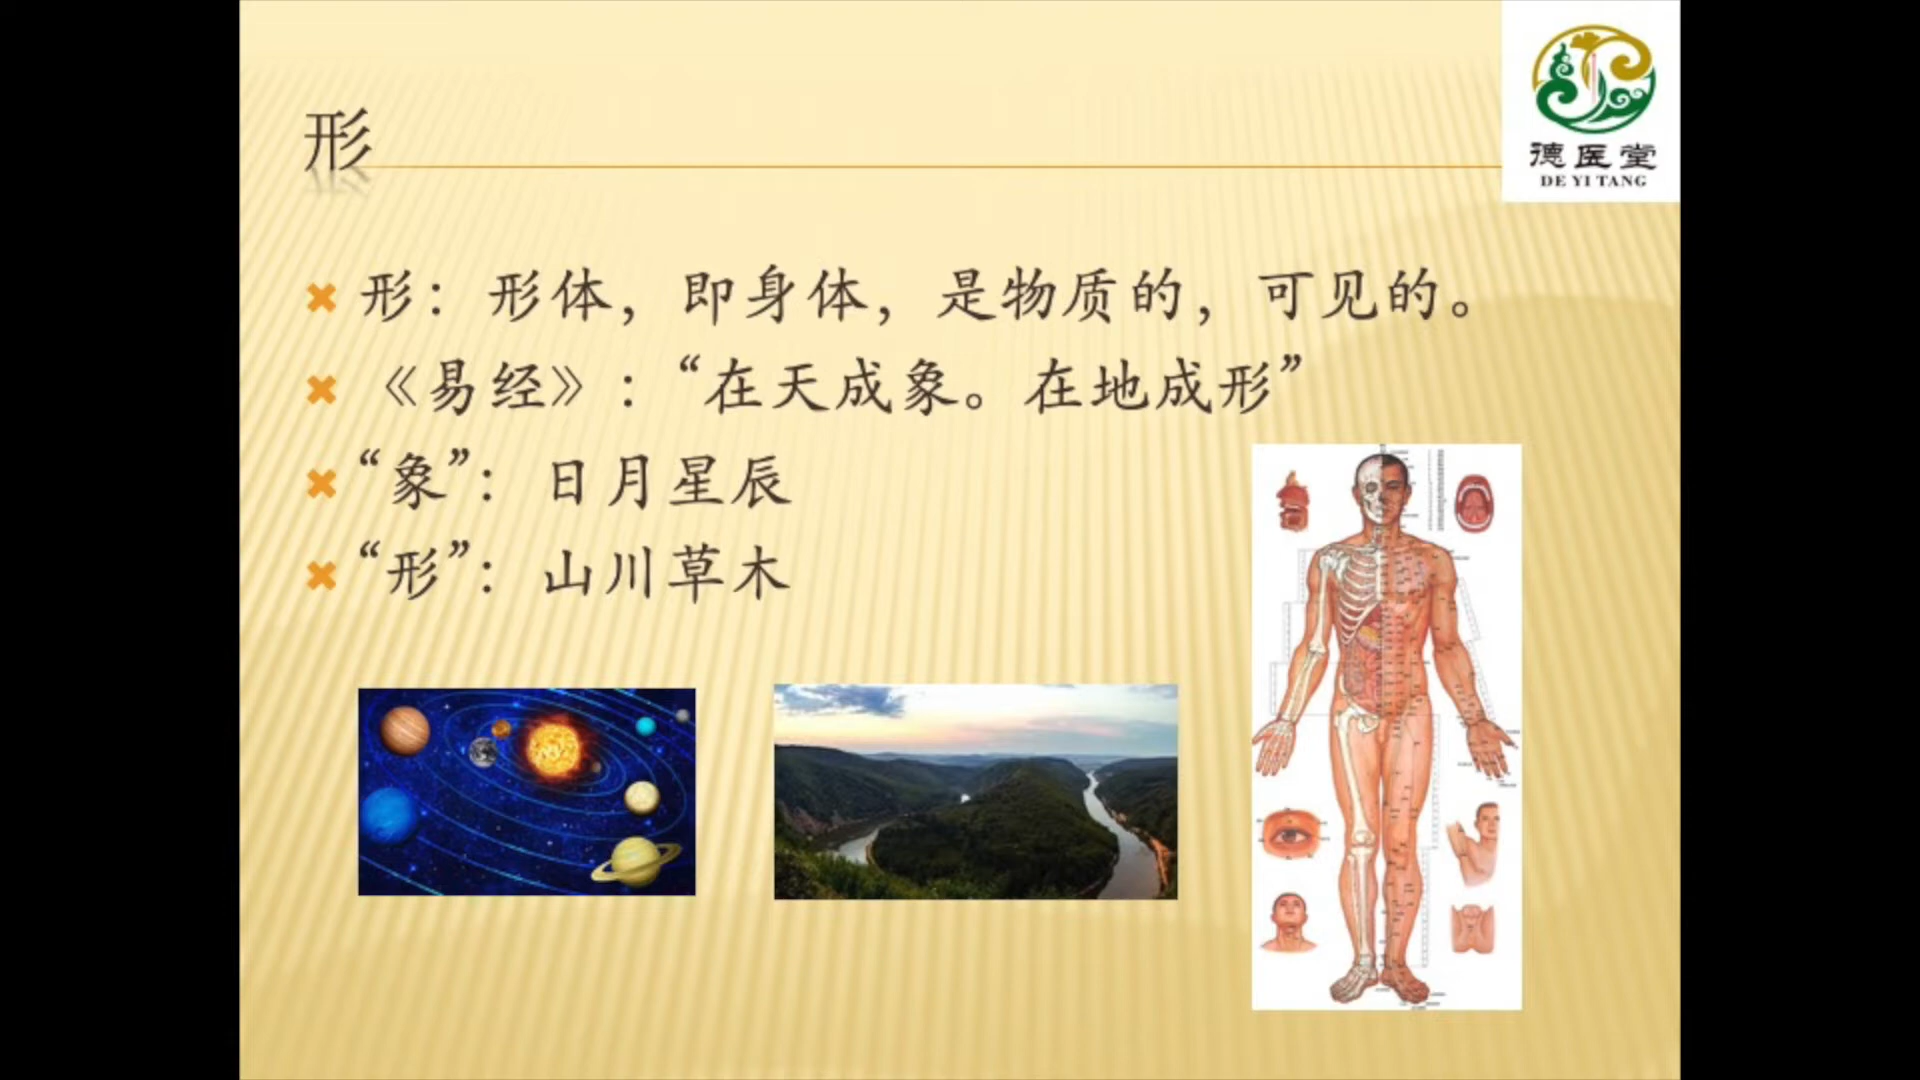 形
德医堂
DE YI TANG
形：形体，即身体，是物质的，可见的。
《易经》：“在天成象。在地成形”
“象”：日月星辰
“形”：山川草木